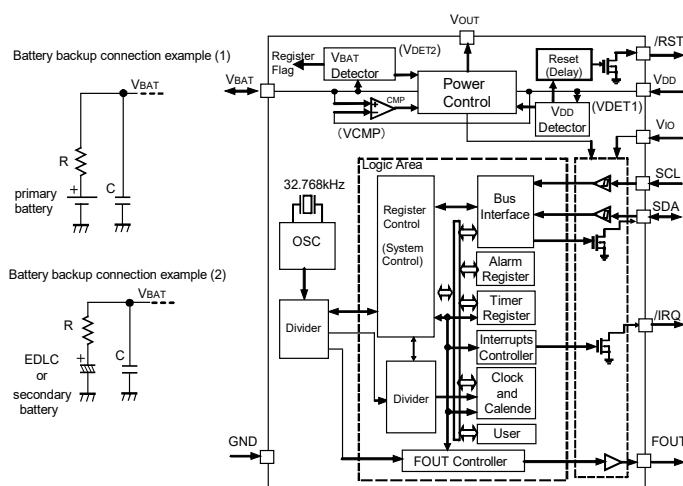 Battery backup connection example (1)
VBAT
R
+
primary
battery
C
Battery backup connection example (2)
VBAT
R
+
EDLC
or
secondary
battery
C
VOUT
/RST
Register
Flag
VBAT
Detector
(VDET2)
Reset
(Delay)
VBAT
Power
Control
VDD
+
−
CMP
(VCMP)
VDD
Detector
(VDET1)
VIO
Logic Area
32.768kHz
OSC
Register
Control
(System
Control)
Bus
Interface
SCL
SDA
Alarm
Register
Divider
Timer
Register
/IRQ
Interrupts
Controller
Divider
Clock
and
Calende
User
GND
FOUT Controller
FOUT